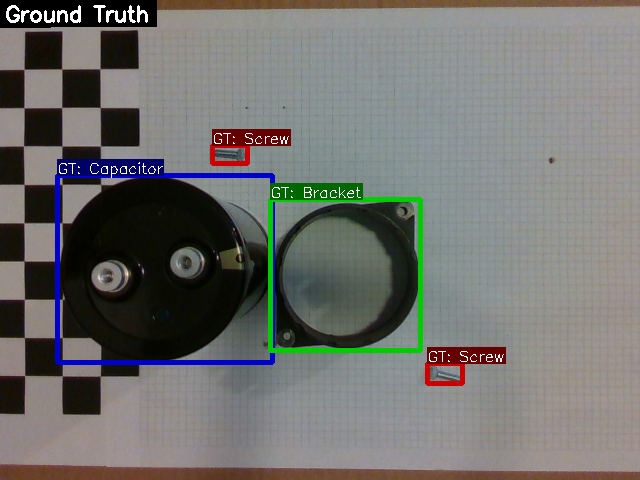 Ground Truth
GT: Screw
GT: Capacitor
GT: Bracket
GT: Screw